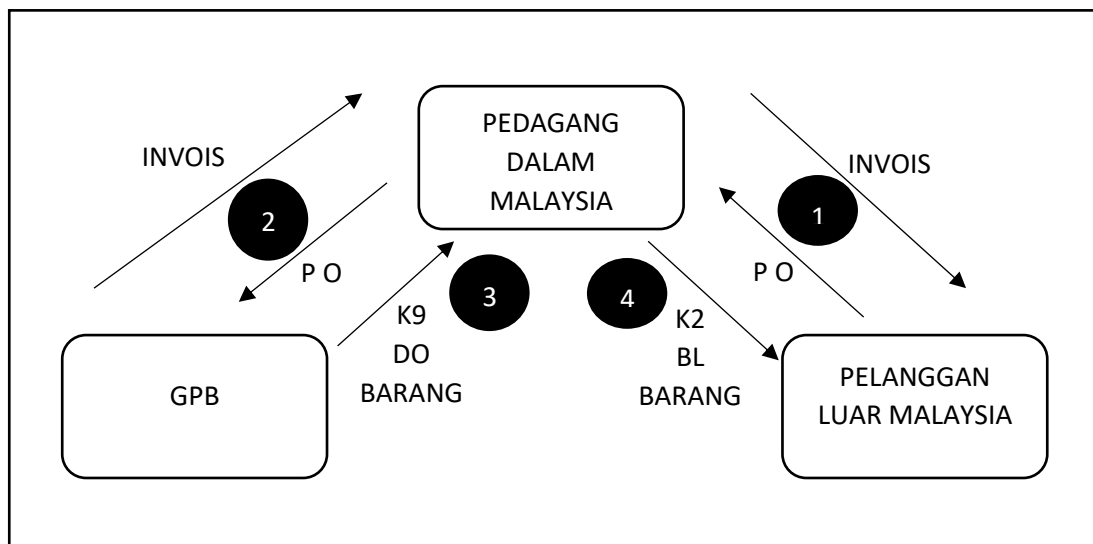 PEDAGANG
DALAM
MALAYSIA
INVOIS
2
P O
INVOIS
1
P O
3
K9
DO
BARANG
4
K2
BL
BARANG
GPB
PELANGGAN
LUAR MALAYSIA